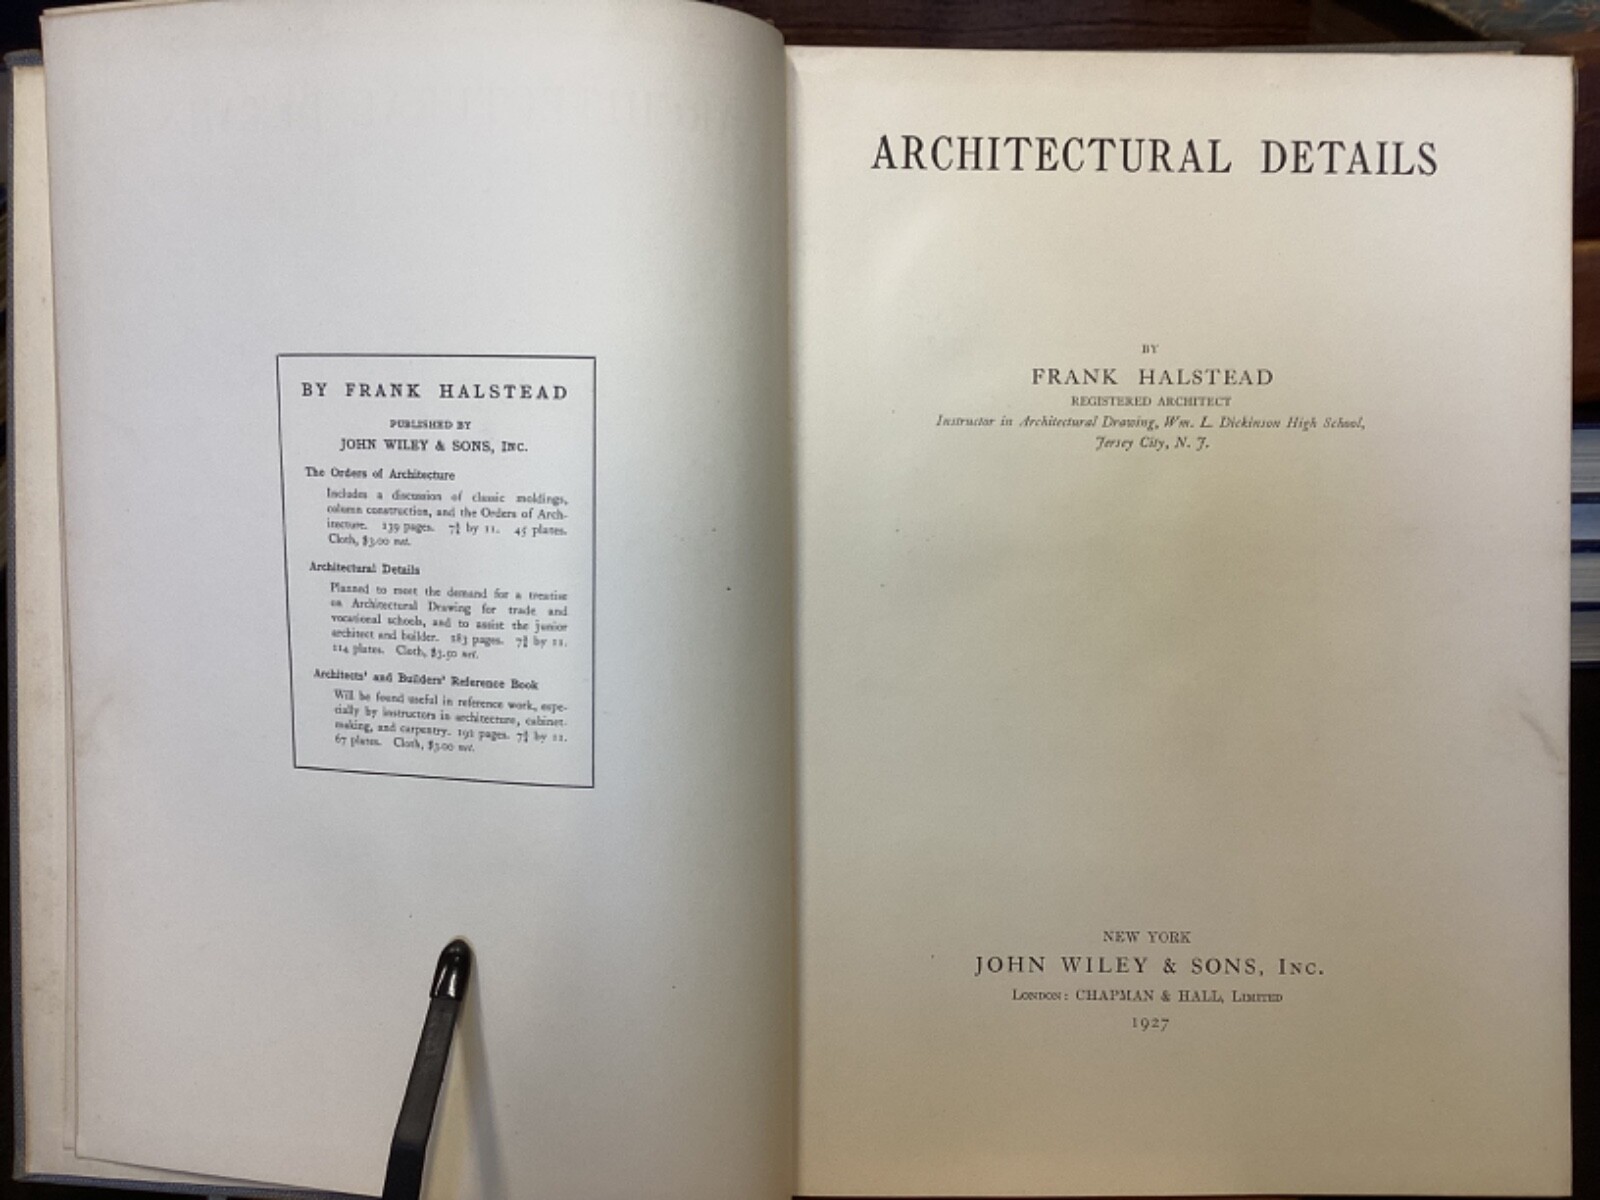 BY FRANK HALSTEAD
PUBLISHED BY
JOHN WILEY & SONS, INC.
The Orders of Architecture
Includes a discussion of classic moldings,
column construction, and the Orders of Arch-
itecture. 139 pages. 7¾ by 11. 45 plates.
Cloth, $3.00 net.
Architectural Details
Planned to meet the demand for a treatise
on Architectural Drawing for trade and
vocational schools, and to assist the junior
architect and builder. 183 pages. 7¾ by 11.
114 plates. Cloth, $3.50 net.
Architects' and Builders' Reference Book
Will be found useful in reference work, espe-
cially by instructors in architecture, cabinet-
making, and carpentry. 192 pages. 7¾ by 11.
67 plates. Cloth, $3.00 net.
ARCHITECTURAL DETAILS
BY
FRANK HALSTEAD
REGISTERED ARCHITECT
Instructor in Architectural Drawing, Wm. L. Dickinson High School,
Jersey City, N. J.
NEW YORK
JOHN WILEY & SONS, INC.
LONDON: CHAPMAN & HALL, LIMITED
1927